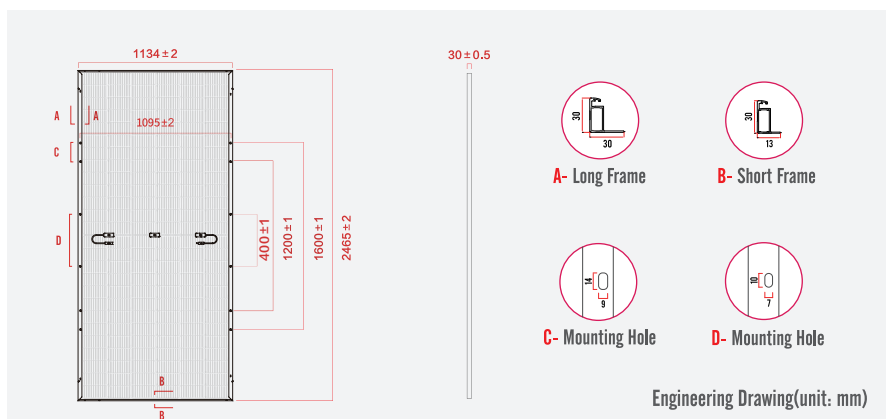 1134±2
30±0.5
A
A
1095±2
C
D
400±1
1200±1
1600±1
2465±2
B
B
30
30
A- Long Frame
30
13
B- Short Frame
14
9
C- Mounting Hole
10
7
D- Mounting Hole
Engineering Drawing(unit: mm)